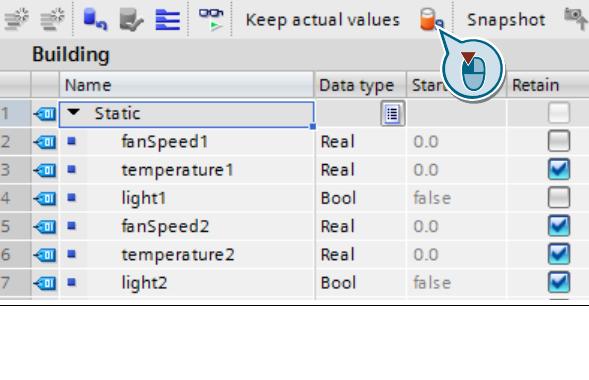 Keep actual values Snapshot
Building
Name Data type Retain
1 Static
2 fanSpeed1 Real 0.0
3 temperature1 Real 0.0
4 light1 Bool false
5 fanSpeed2 Real 0.0
6 temperature2 Real 0.0
7 light2 Bool false